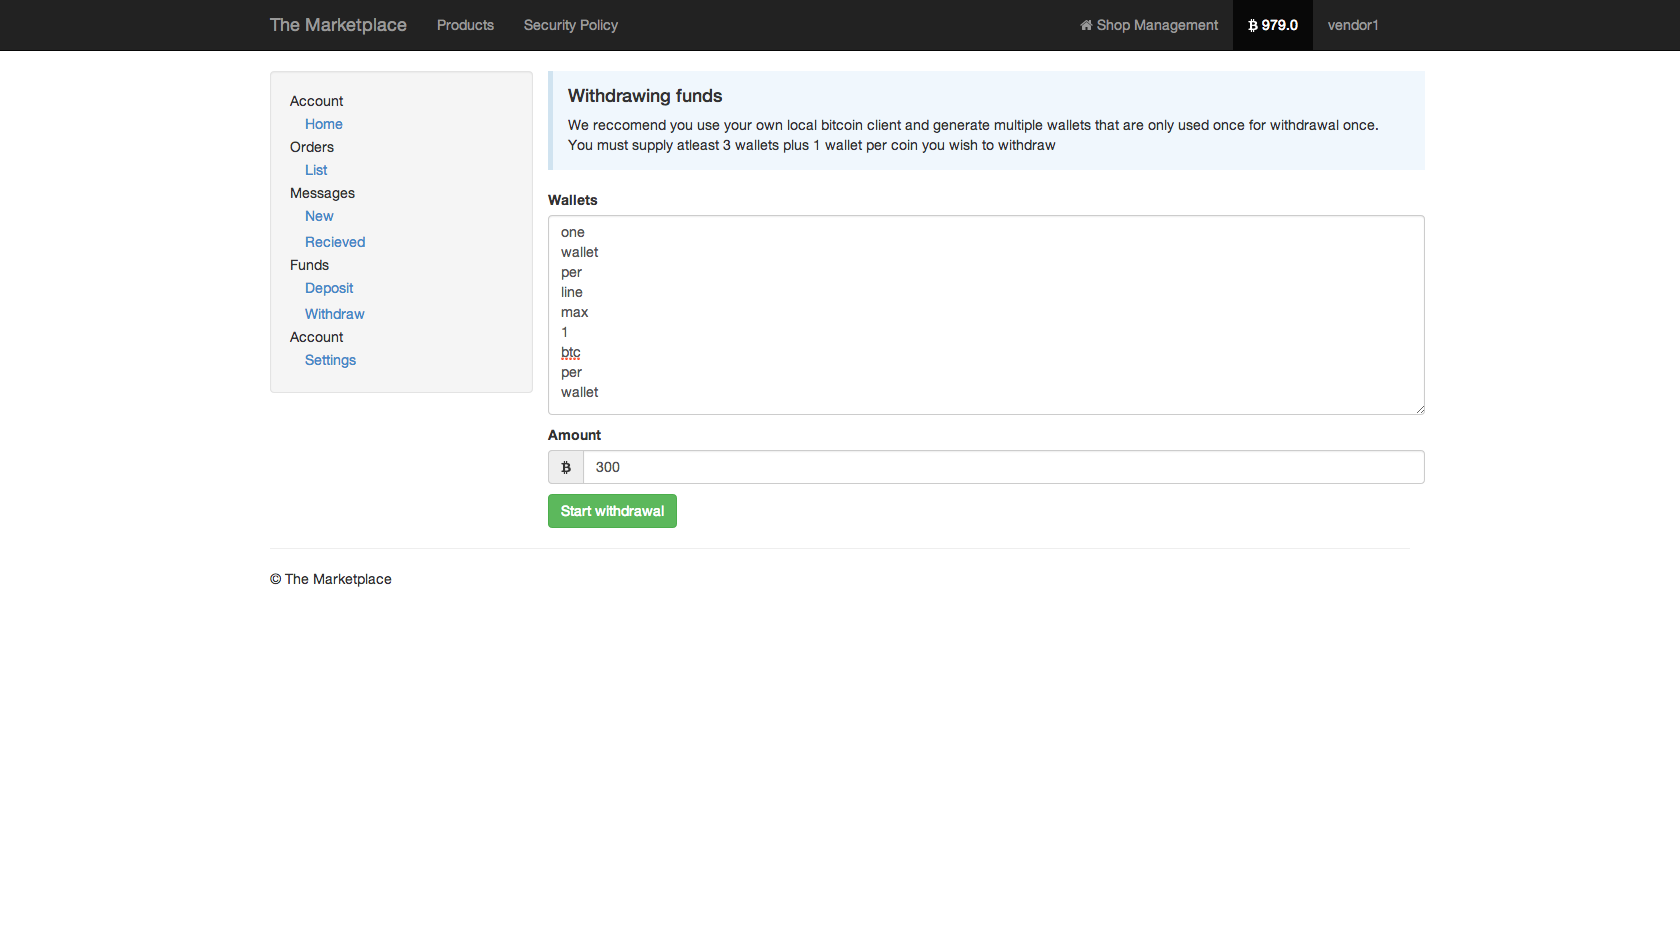 The Marketplace Products Security Policy Shop Management ₿ 979.0 vendor1
Account
Home
Orders
List
Messages
New
Recieved
Funds
Deposit
Withdraw
Account
Settings
Withdrawing funds
We reccomend you use your own local bitcoin client and generate multiple wallets that are only used once for withdrawal once.
You must supply atleast 3 wallets plus 1 wallet per coin you wish to withdraw
Wallets
one
wallet
per
line
max
1
btc
per
wallet
Amount
₿ 300
Start withdrawal
© The Marketplace